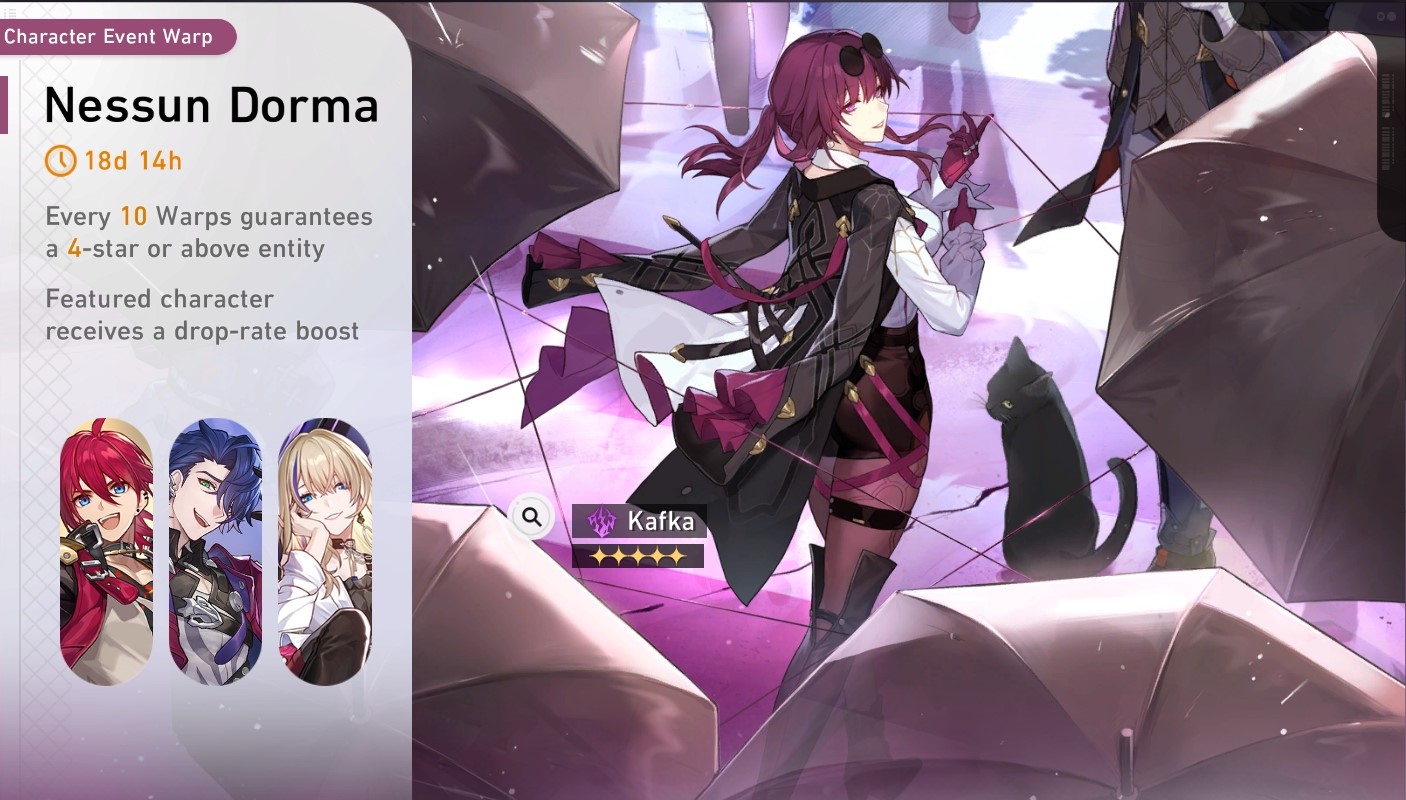 Character Event Warp
Nessun Dorma
18d 14h
Every 10 Warps guarantees
a 4-star or above entity
Featured character
receives a drop-rate boost
Kafka